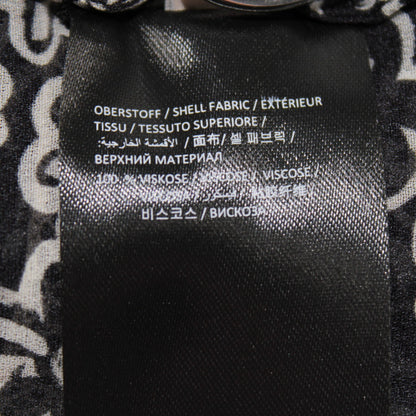 OBERSTOFF / SHELL FABRIC / EXTÉRIEUR
TISSU / TESSUTO SUPERIORE /
الأقمشة الخارجية: / 面布 / 셸 패브릭 /
ВЕРХНИЙ МАТЕРИАЛ
100 % VISKOSE / VISCOSE / VISCOSE /
비스코스 / ВИСКОЗА